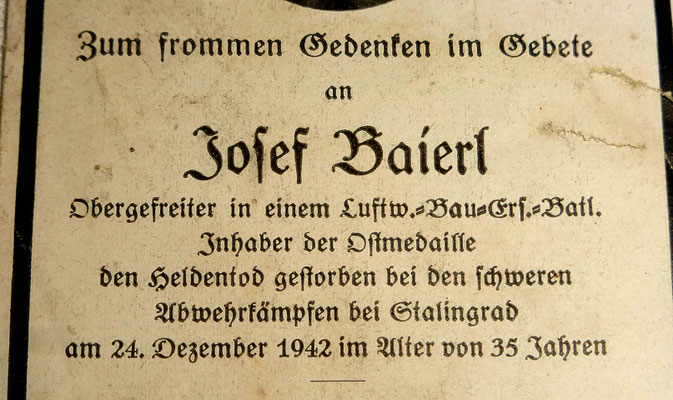 Zum frommen Gedenken im Gebete
an
Josef Baierl
Obergefreiter in einem Luftw.=Bau=Ers.=Batl.
Inhaber der Ostmedaille
den Heldentod gestorben bei den schweren
Abwehrkämpfen bei Stalingrad
am 24. Dezember 1942 im Alter von 35 Jahren